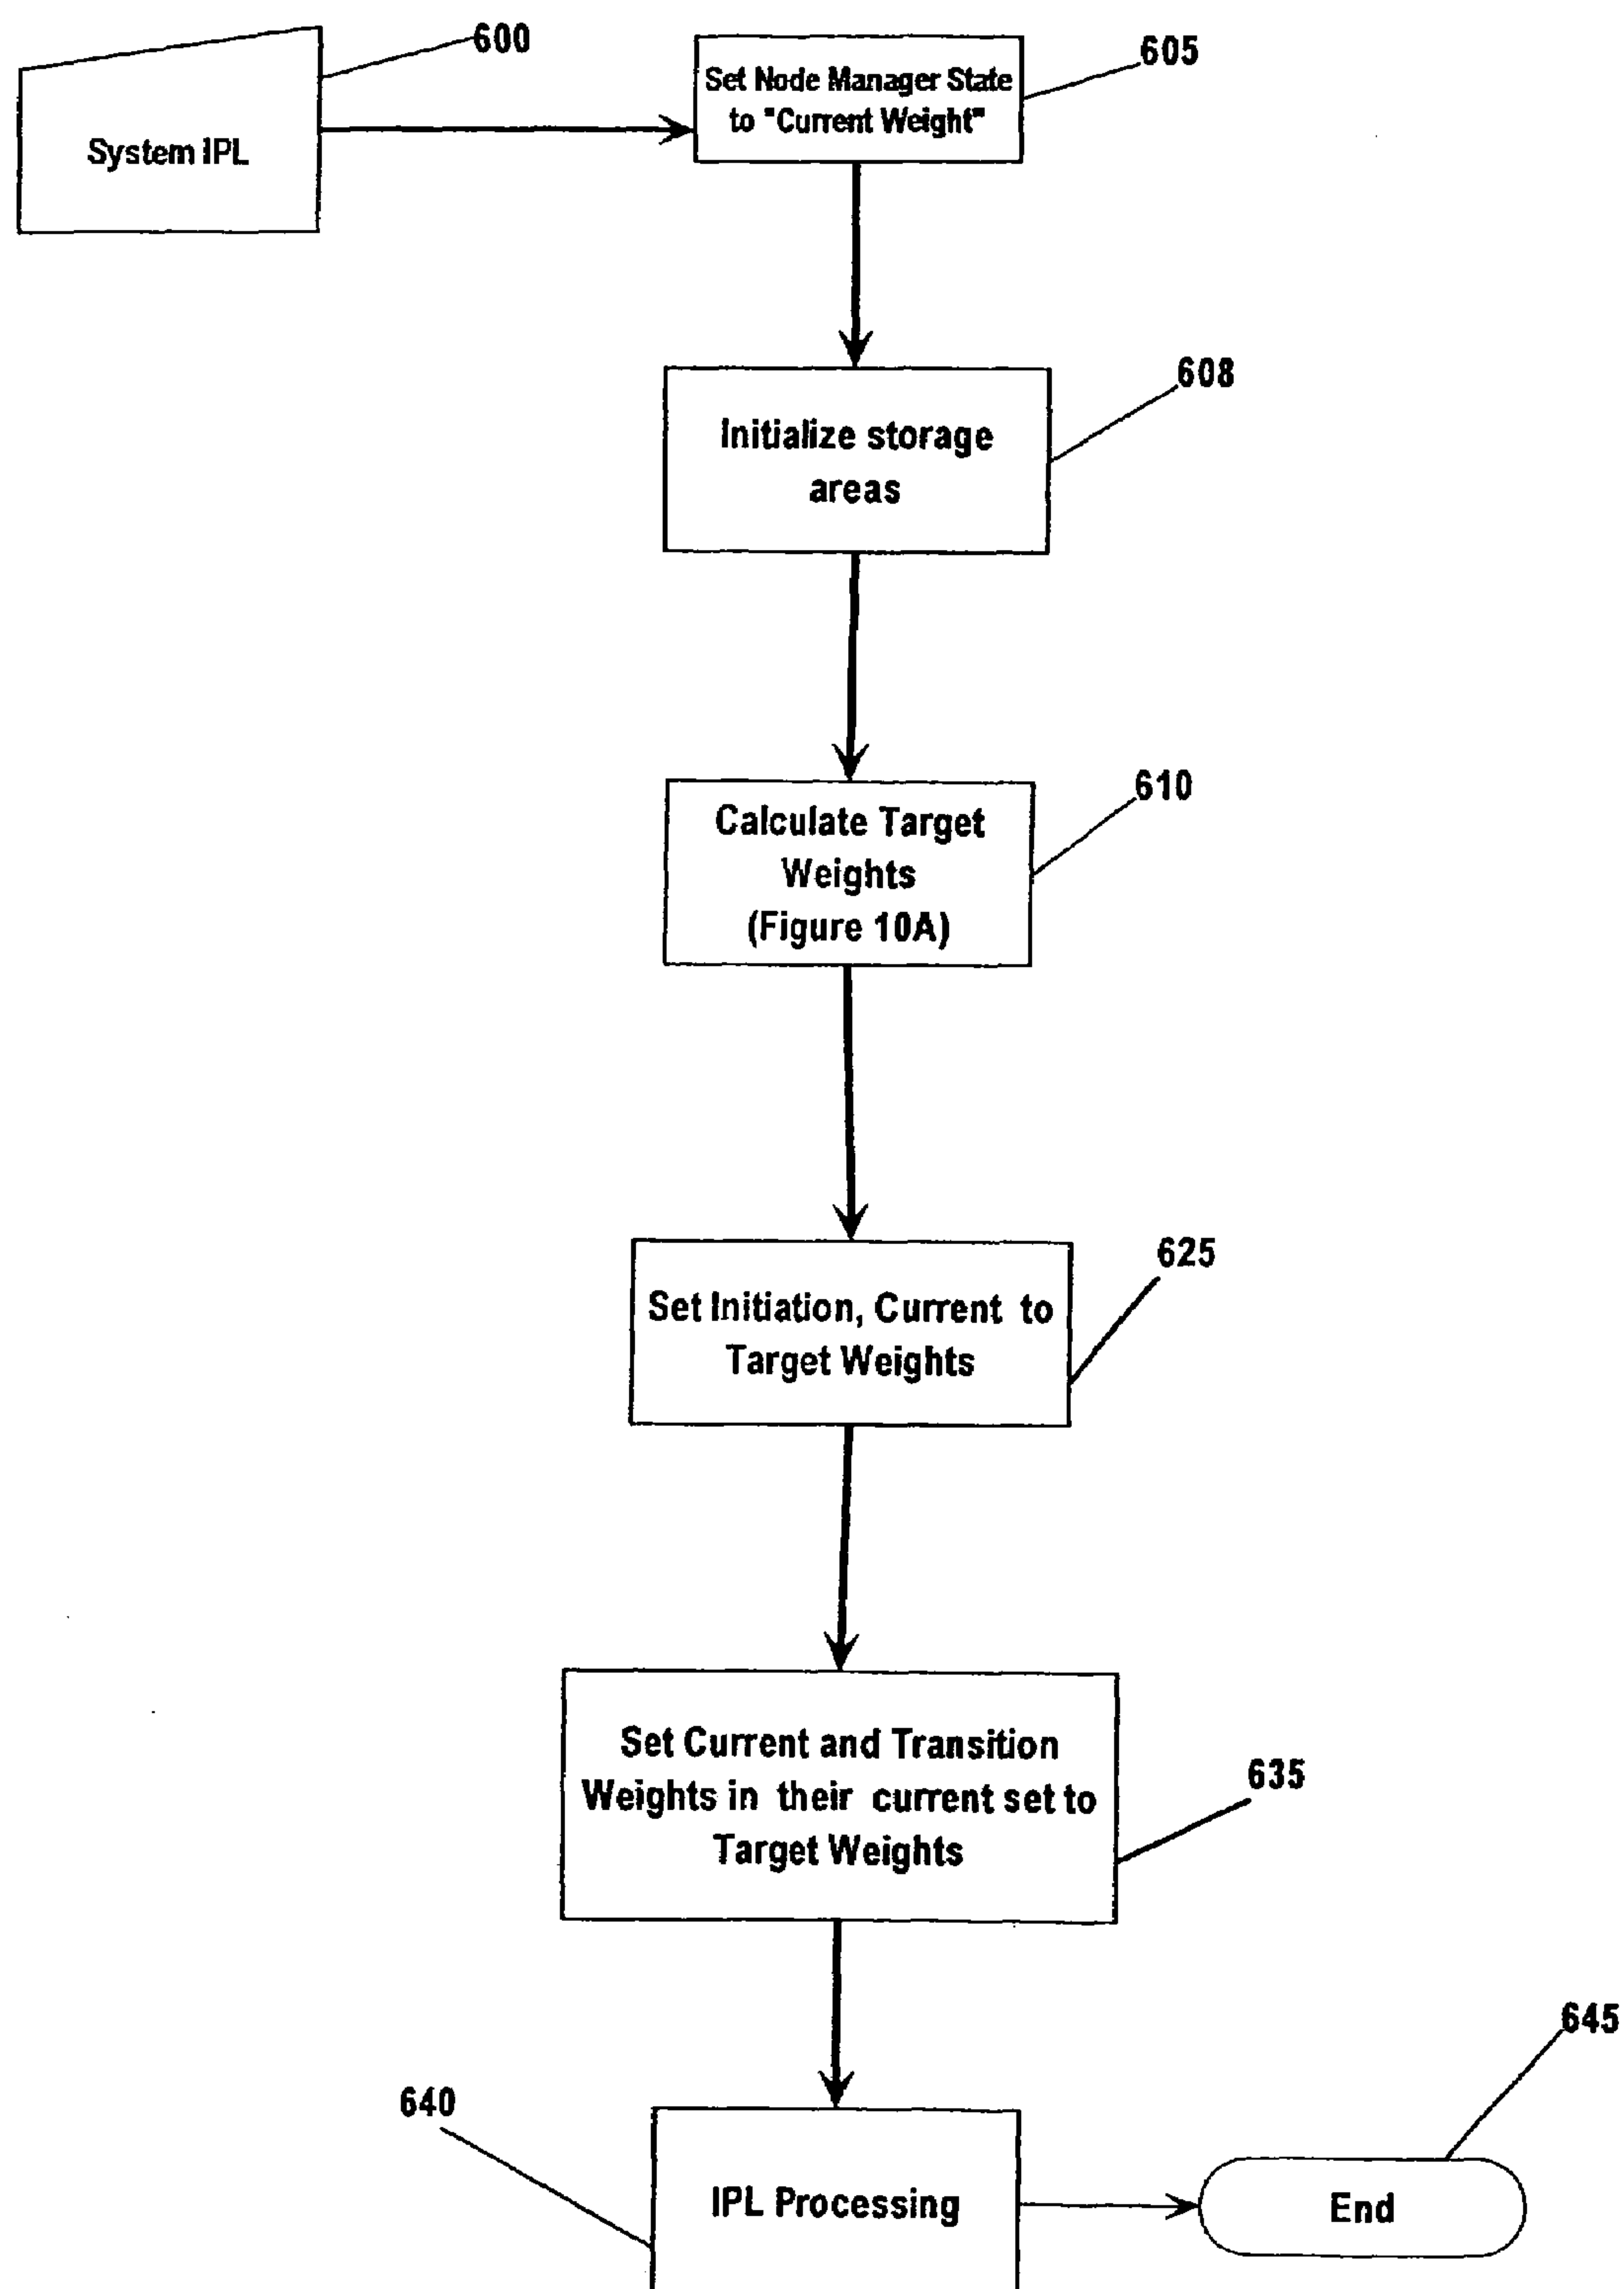 600
System IPL
605
Set Node Manager State
to "Current Weight"
608
Initialize storage
areas
610
Calculate Target
Weights
(Figure 10A)
625
Set Initiation, Current to
Target Weights
635
Set Current and Transition
Weights in their current set to
Target Weights
640
IPL Processing
645
End